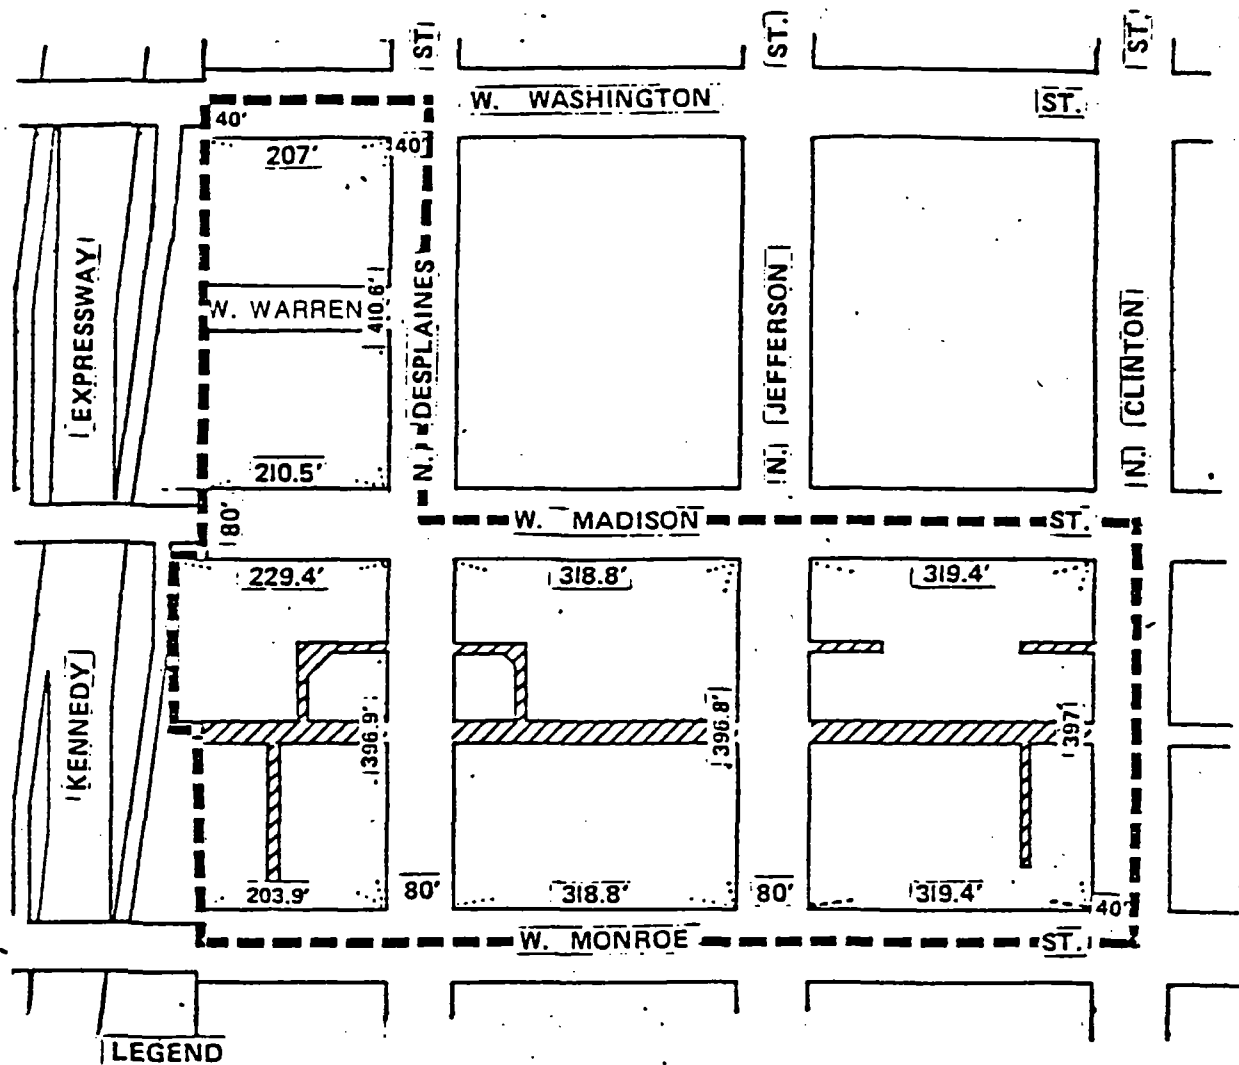 ST.
ST.
ST.
W. WASHINGTON ST.
40'
40'
207'
EXPRESSWAY
W. WARREN
410.6'
N. DESPLAINES
N. JEFFERSON
N. CLINTON
210.5'
80'
W. MADISON ST.
229.4'
318.8'
319.4'
KENNEDY
396.9'
396.8'
397'
203.9'
80'
318.8'
80'
319.4'
40'
W. MONROE ST.
LEGEND